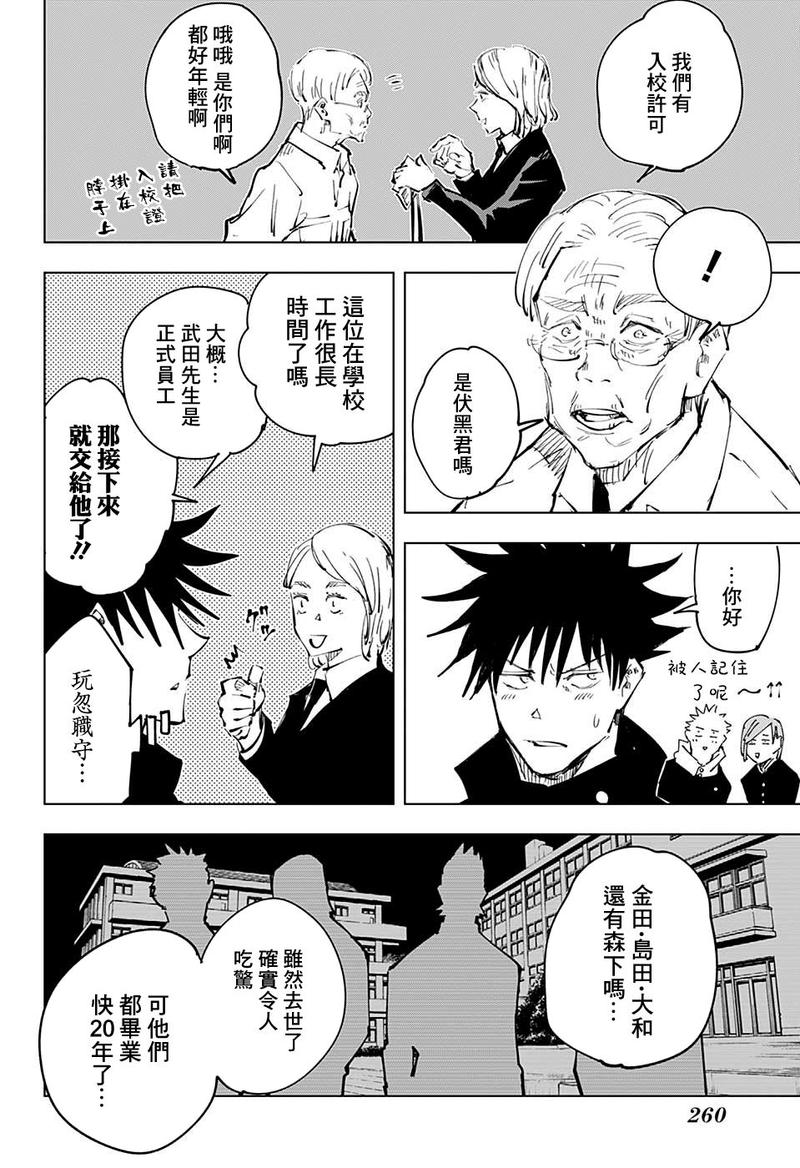 我們有
入校許可
哦哦 是你們啊
都好年輕啊
請把
入校證
掛在
脖子上
！
是伏黑君嗎
這位在學校
工作很長
時間了嗎
大概…
武田先生是
正式員工
那接下來
就交給他了!!
玩忽職守…
…你好
被人記住
了呢～↑↑
金田·島田·大和
還有森下嗎…
雖然去世了
確實令人
吃驚
可他們
都畢業
快20年了…
260